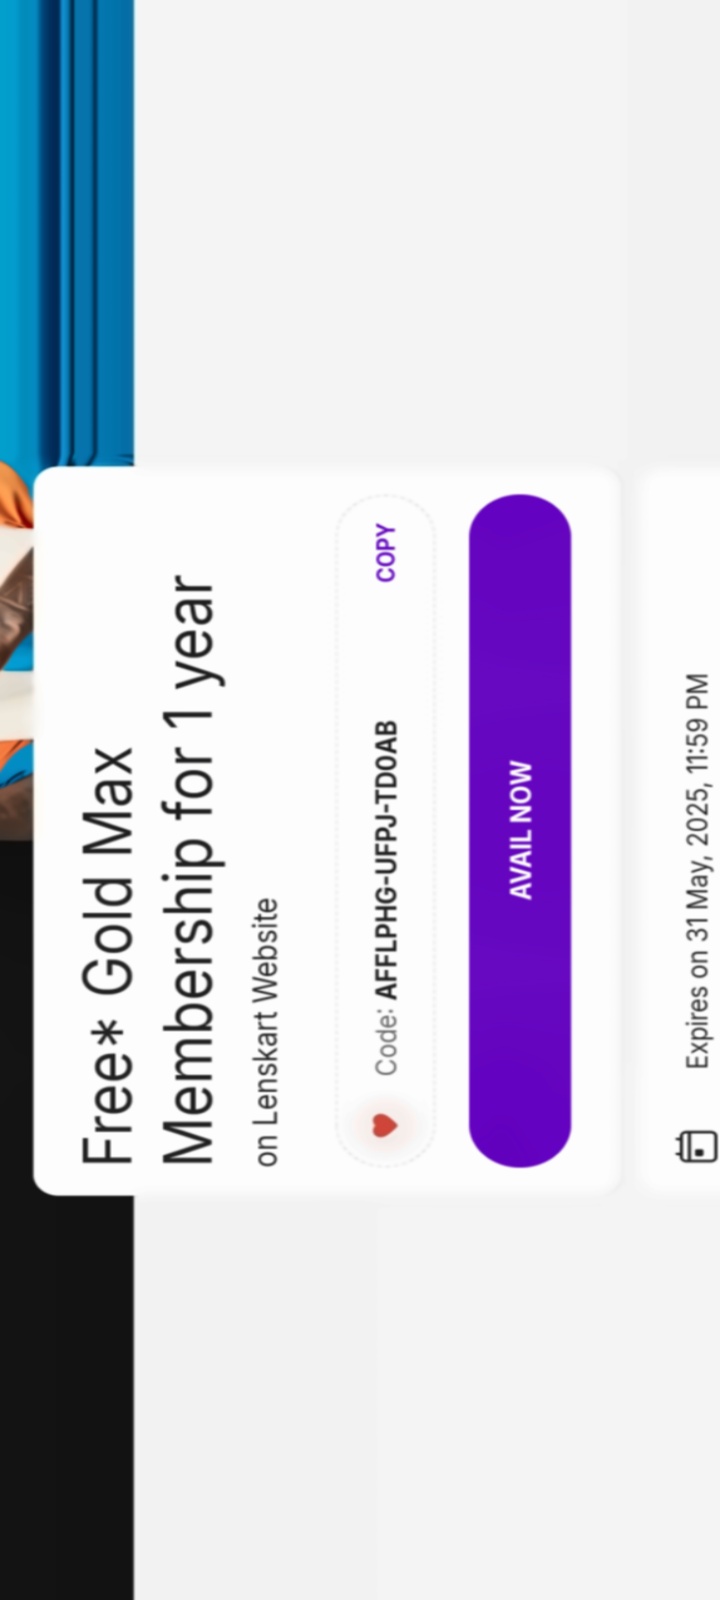 Free* Gold Max
Membership for 1 year
on Lenskart Website
Code: AFFLPHG-UFPJ-TD0AB
COPY
AVAIL NOW
Expires on 31 May, 2025, 11:59 PM